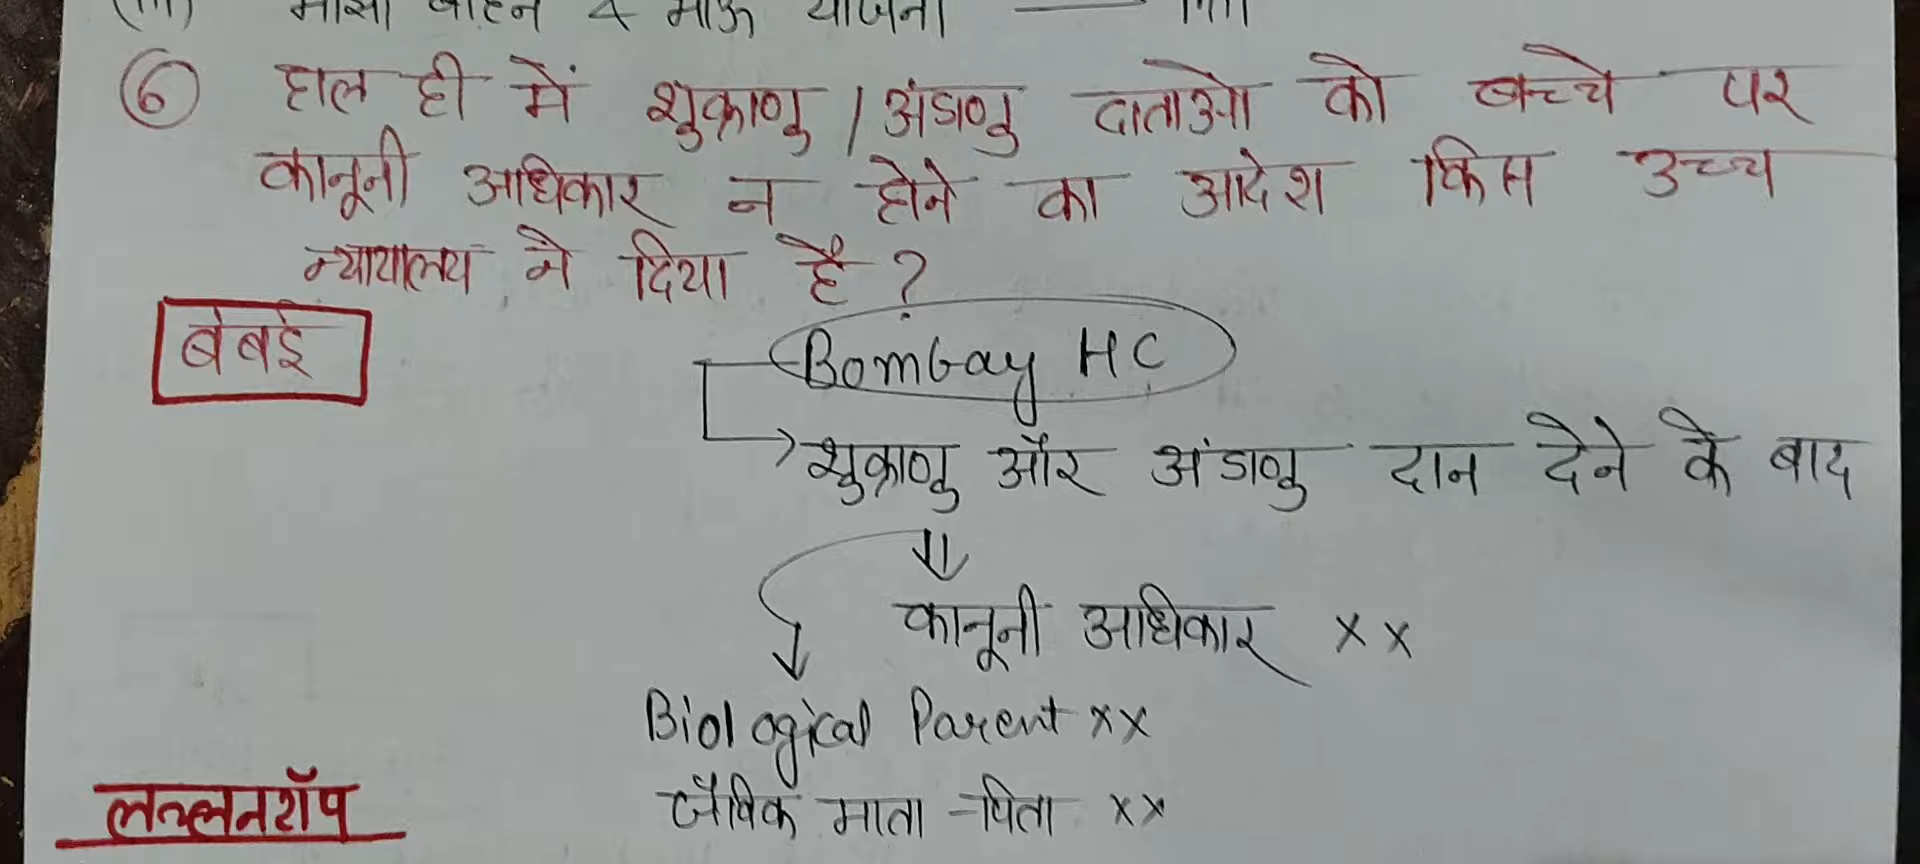 ⑥ हाल ही में शुक्राणु / अंडाणु दाताओ को बच्चे पर
कानूनी अधिकार न होने का आदेश किस उच्च
न्यायालय ने दिया है ?
बंबई
Bombay HC
शुक्राणु और अंडाणु दान देने के बाद
कानूनी अधिकार xx
Biological Parent xx
जैविक माता-पिता xx
लल्लनटॉप